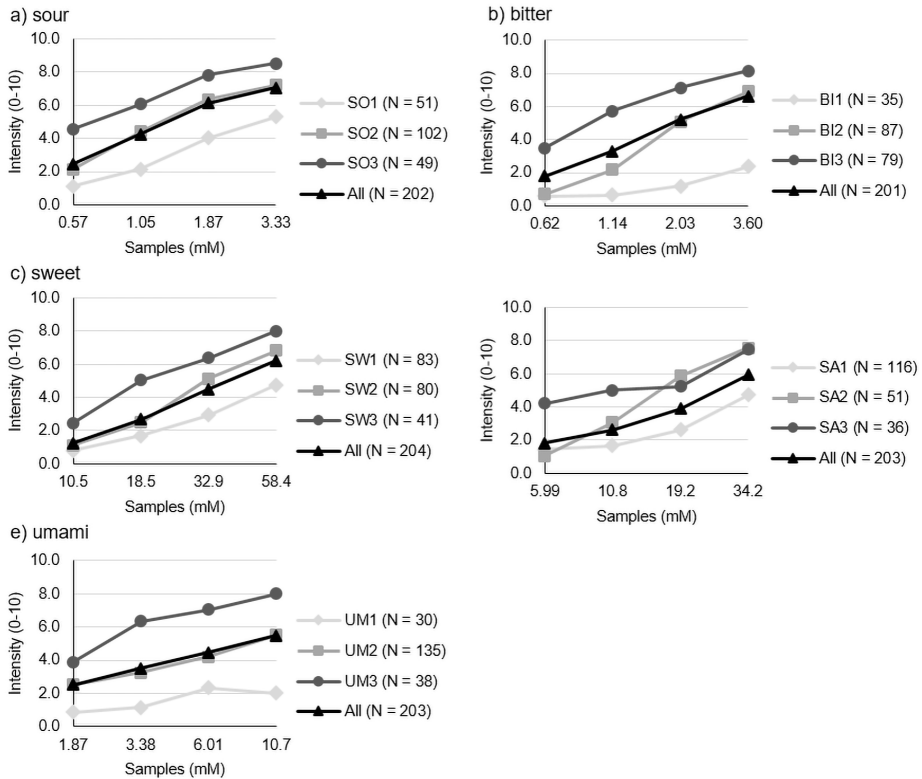 a) sour
Intensity (0-10)
10.0
8.0
6.0
4.0
2.0
0.0
0.57 1.05 1.87 3.33
Samples (mM)
SO1 (N = 51)
SO2 (N = 102)
SO3 (N = 49)
All (N = 202)
b) bitter
Intensity (0-10)
10.0
8.0
6.0
4.0
2.0
0.0
0.62 1.14 2.03 3.60
Samples (mM)
BI1 (N = 35)
BI2 (N = 87)
BI3 (N = 79)
All (N = 201)
c) sweet
Intensity (0-10)
10.0
8.0
6.0
4.0
2.0
0.0
10.5 18.5 32.9 58.4
Samples (mM)
SW1 (N = 83)
SW2 (N = 80)
SW3 (N = 41)
All (N = 204)
Intensity (0-10)
10.0
8.0
6.0
4.0
2.0
0.0
5.99 10.8 19.2 34.2
Samples (mM)
SA1 (N = 116)
SA2 (N = 51)
SA3 (N = 36)
All (N = 203)
e) umami
Intensity (0-10)
10.0
8.0
6.0
4.0
2.0
0.0
1.87 3.38 6.01 10.7
Samples (mM)
UM1 (N = 30)
UM2 (N = 135)
UM3 (N = 38)
All (N = 203)